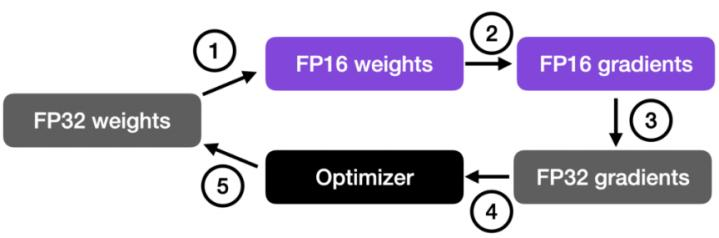 1
FP16 weights
2
FP16 gradients
3
FP32 gradients
4
Optimizer
5
FP32 weights